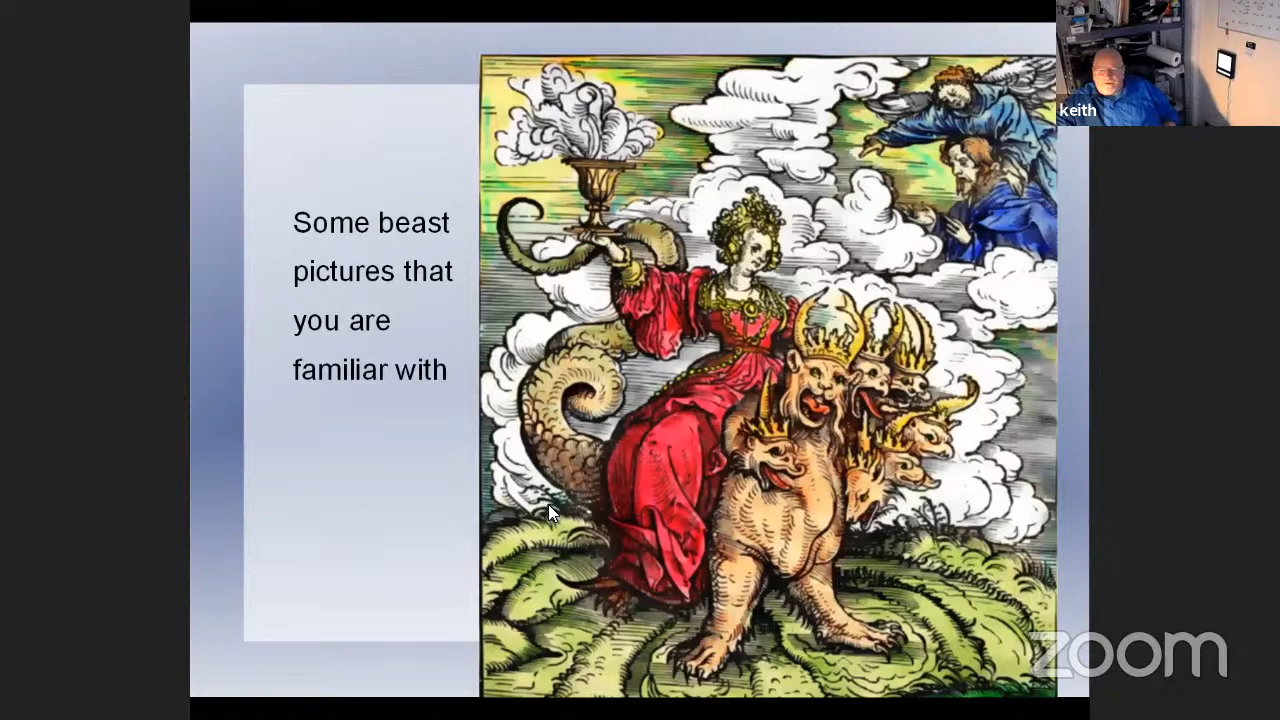 keith
Some beast
pictures that
you are
familiar with
zoom